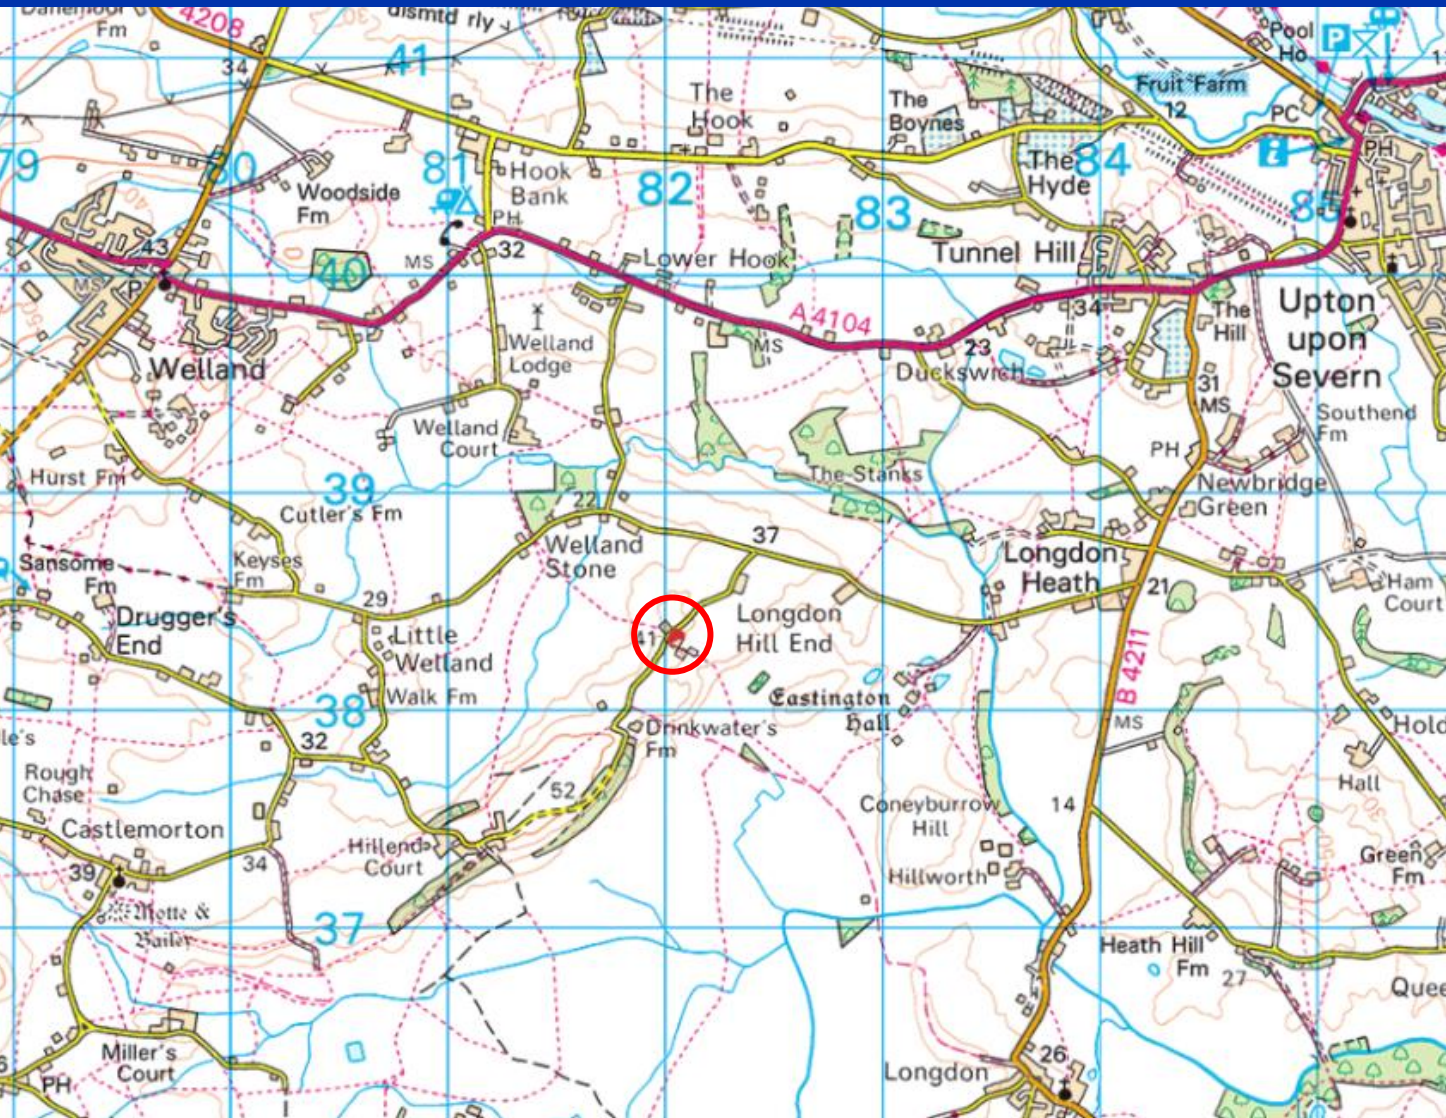 Fm
A 4208
dismtd rly
Pool
Ho
P
34
41
The
Hook
The
Boynes
Fruit Farm
12
PC
PH
79
80
81
82
83
84
85
Woodside
Fm
Hook
Bank
PH
The
Hyde
43
MS
P
40
MS
32
Lower Hook
Tunnel Hill
A 4104
34
The
Hill
Upton
upon
Severn
Welland
Welland
Lodge
MS
23
Duckswich
31
MS
Southend
Fm
Welland
Court
PH
Hurst Fm
39
Cutler's Fm
22
The Stanks
Newbridge
Green
Welland
Stone
37
Longdon
Heath
Sansome
Fm
Keyses
Fm
29
21
Ham
Court
Drugger's
End
Little
Welland
41
Longdon
Hill End
B 4211
Walk Fm
38
Eastington
Hall
Drinkwater's
Fm
MS
32
Rough
Chase
52
Coneyburrow
Hill
14
Hall
Castlemorton
Hillend
Court
34
39
Hillworth
Green
Fm
Motte &
Bailey
37
Heath Hill
Fm
27
Miller's
Court
PH
Longdon
26